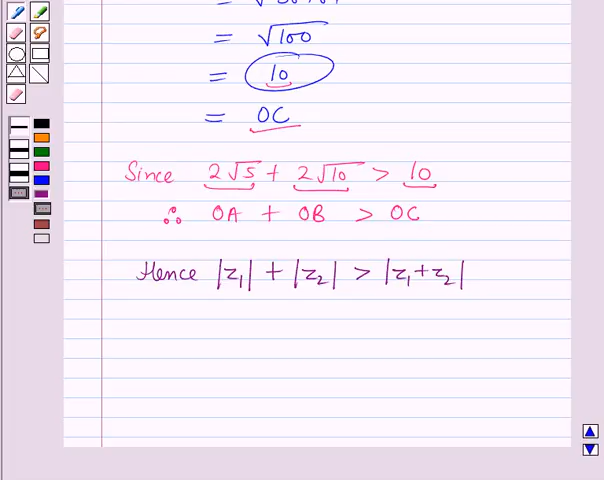 = √100
= 10
= OC
Since 2√5 + 2√10 > 10
∴ OA + OB > OC
Hence |z₁| + |z₂| > |z₁+z₂|